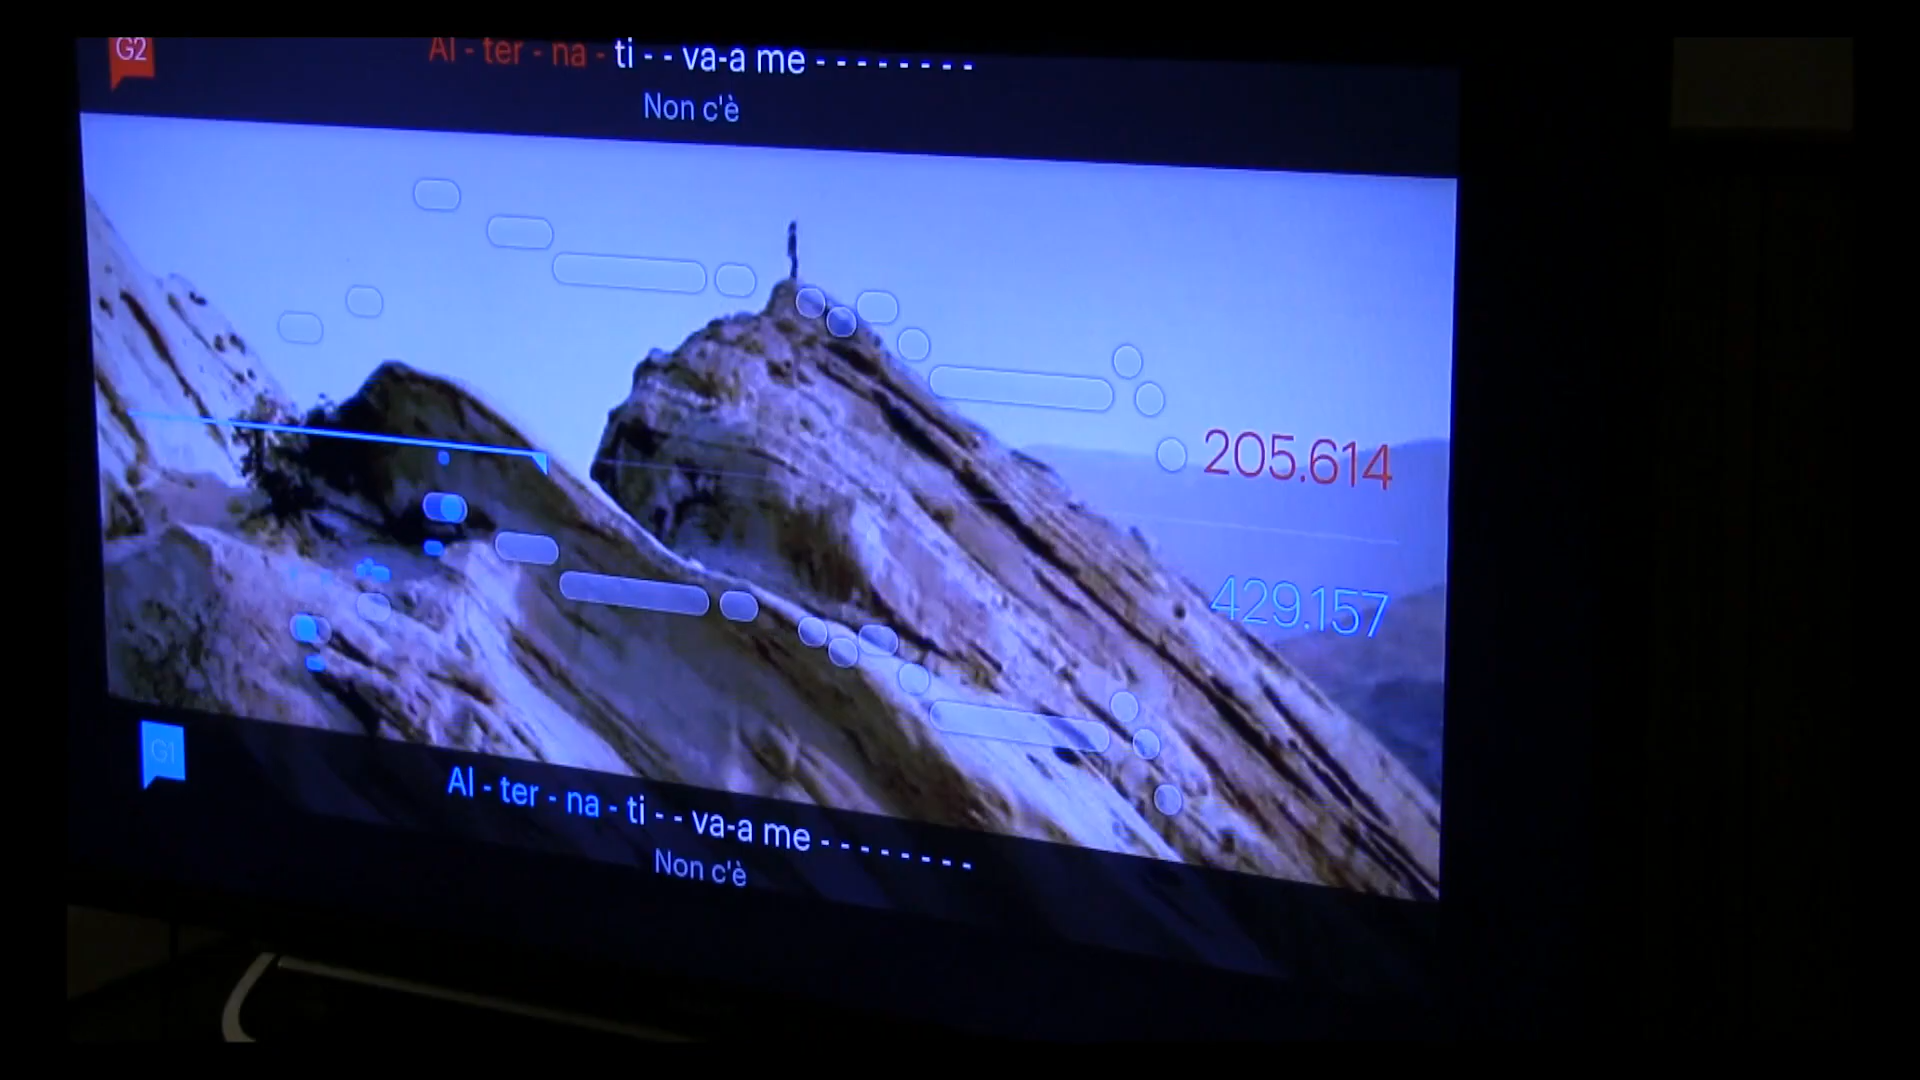 G2
Al - ter - na - ti - - va-a me - - - - - - - -
Non c'è
205.614
429.157
G1
Al - ter - na - ti - - va-a me - - - - - - - -
Non c'è